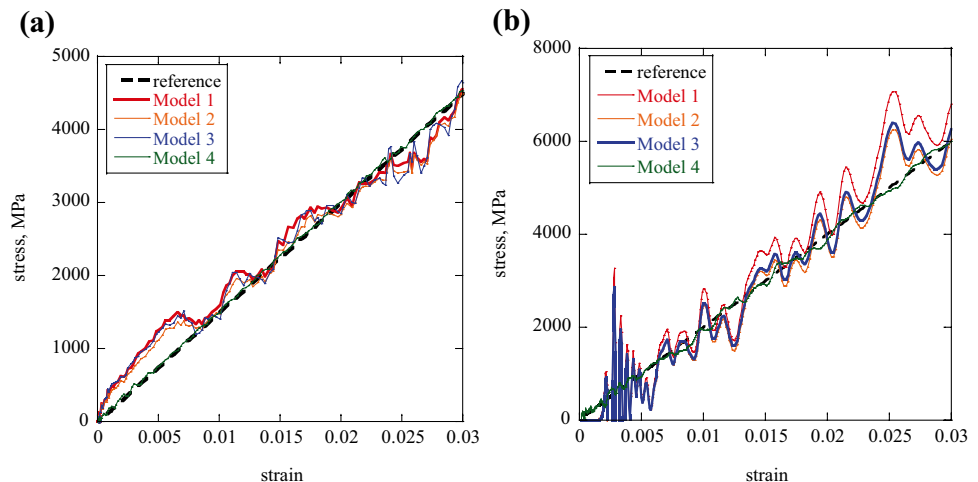 (a)
5000
4000
3000
2000
1000
0
stress, MPa
reference
Model 1
Model 2
Model 3
Model 4
0
0.005
0.01
0.015
0.02
0.025
0.03
strain
(b)
8000
6000
4000
2000
0
stress, MPa
reference
Model 1
Model 2
Model 3
Model 4
0
0.005
0.01
0.015
0.02
0.025
0.03
strain